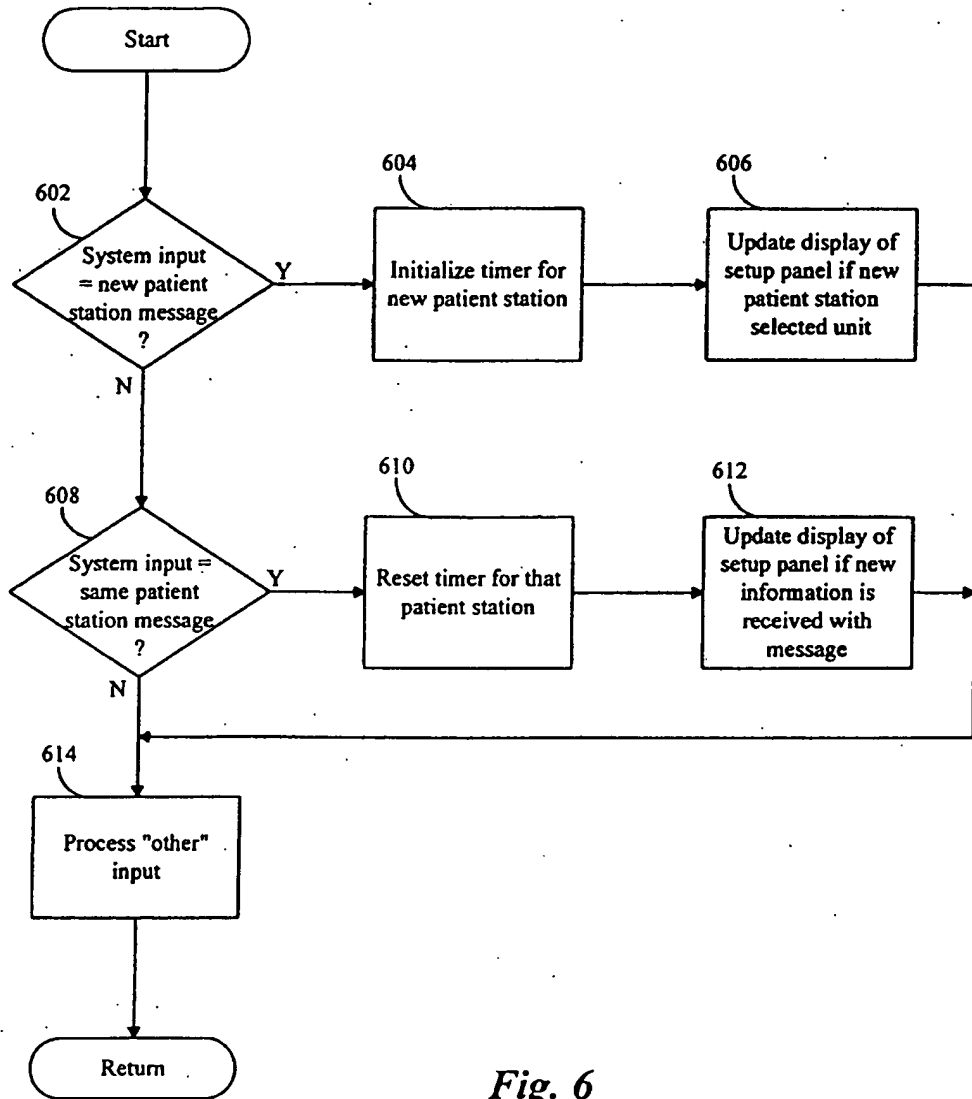 Start
602
System input
= new patient
station message
?
Y
N
604
Initialize timer for
new patient station
606
Update display of
setup panel if new
patient station
selected unit
608
System input =
same patient
station message
?
Y
N
610
Reset timer for that
patient station
612
Update display of
setup panel if new
information is
received with
message
614
Process "other"
input
Return
Fig. 6